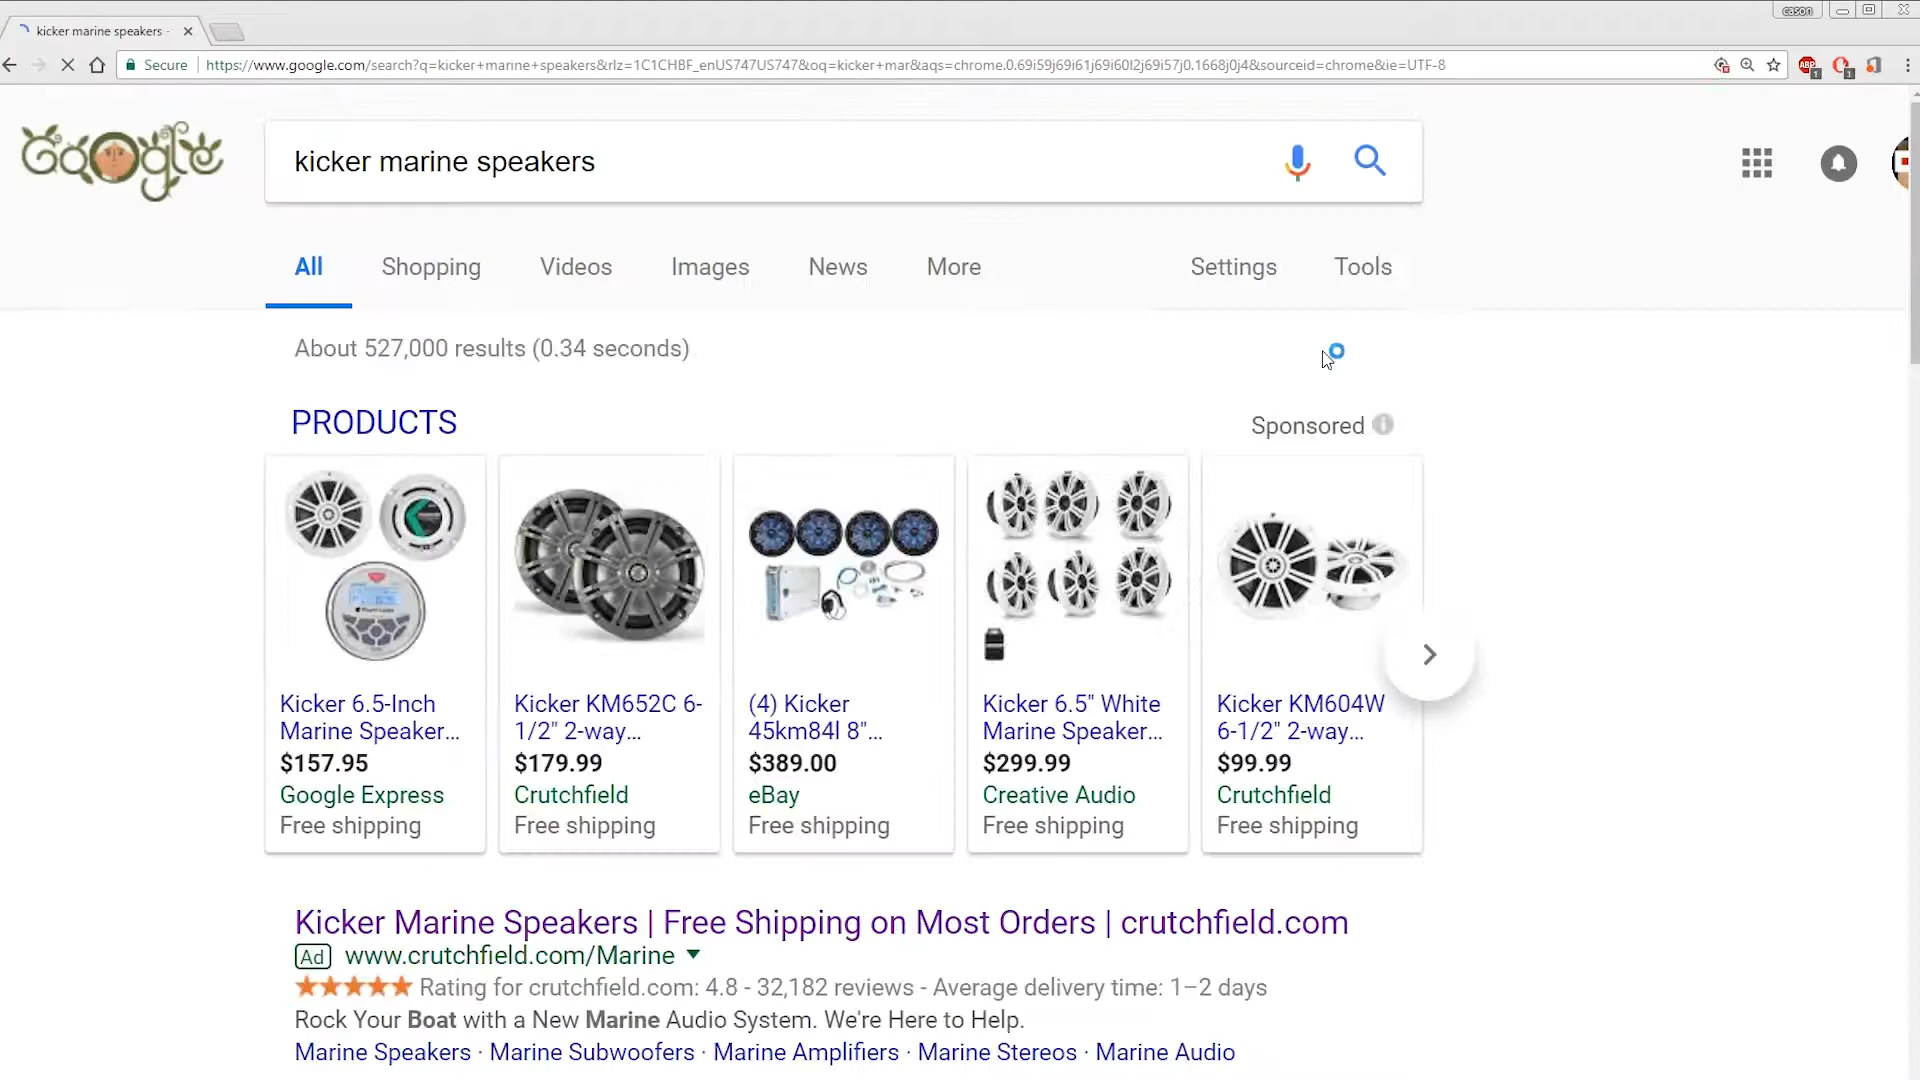 kicker marine speakers -
cason
Secure
https://www.google.com/search?q=kicker+marine+speakers&rlz=1C1CHBF_enUS747US747&oq=kicker+mar&aqs=chrome.0.69i59j69i61j69i60l2j69i57j0.1668j0j4&sourceid=chrome&ie=UTF-8
ABP
1
1
Google
kicker marine speakers
All
Shopping
Videos
Images
News
More
Settings
Tools
About 527,000 results (0.34 seconds)
PRODUCTS
Sponsored
Kicker 6.5-Inch
Marine Speaker...
$157.95
Google Express
Free shipping
Kicker KM652C 6-
1/2" 2-way...
$179.99
Crutchfield
Free shipping
(4) Kicker
45km84l 8"...
$389.00
eBay
Free shipping
Kicker 6.5" White
Marine Speaker...
$299.99
Creative Audio
Free shipping
Kicker KM604W
6-1/2" 2-way...
$99.99
Crutchfield
Free shipping
Kicker Marine Speakers | Free Shipping on Most Orders | crutchfield.com
Ad www.crutchfield.com/Marine
Rating for crutchfield.com: 4.8 - 32,182 reviews - Average delivery time: 1–2 days
Rock Your Boat with a New Marine Audio System. We're Here to Help.
Marine Speakers · Marine Subwoofers · Marine Amplifiers · Marine Stereos · Marine Audio